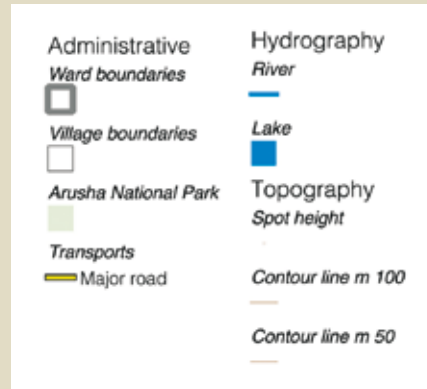 Administrative
Ward boundaries
Village boundaries
Arusha National Park
Transports
Major road
Hydrography
River
Lake
Topography
Spot height
Contour line m 100
Contour line m 50